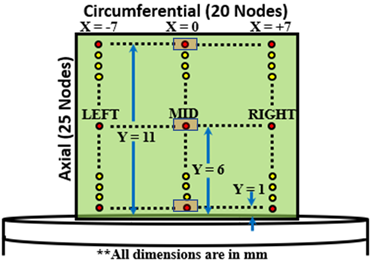 Circumferential (20 Nodes)
X = -7 X = 0 X = +7
Axial (25 Nodes)
LEFT MID RIGHT
Y = 11
Y = 6
Y = 1
**All dimensions are in mm